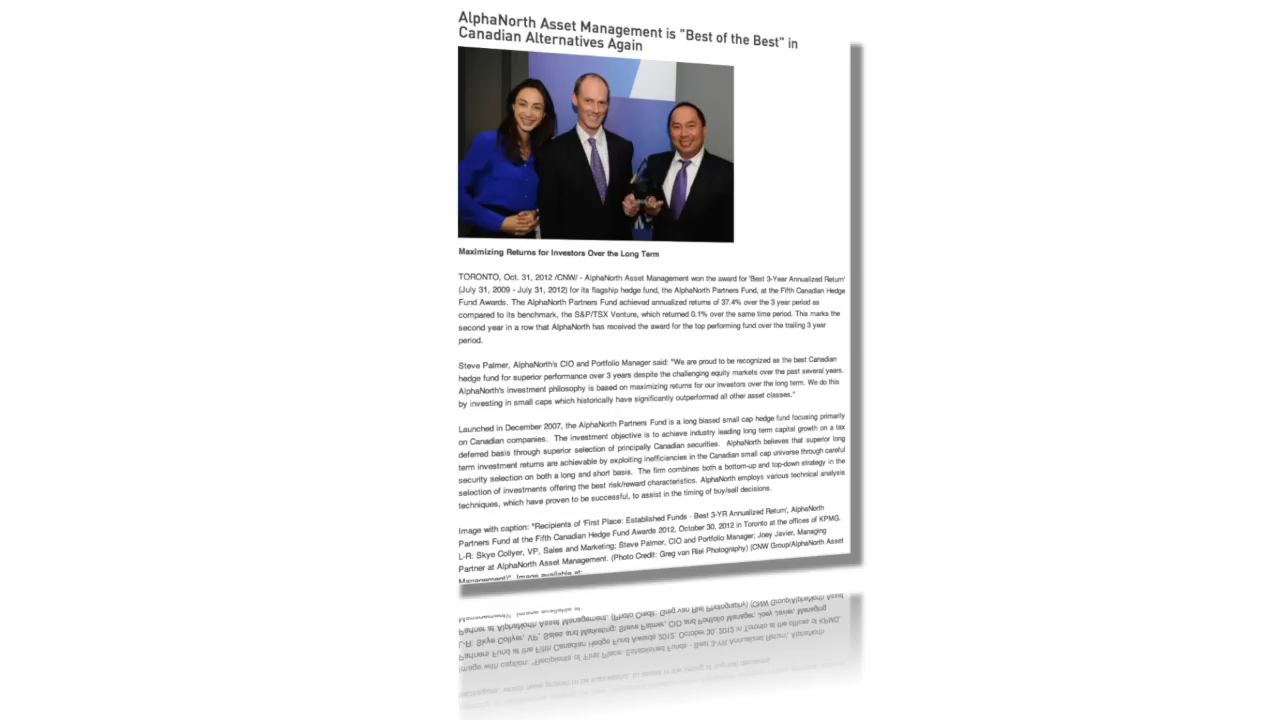 AlphaNorth Asset Management is "Best of the Best" in
Canadian Alternatives Again
Maximizing Returns for Investors Over the Long Term
TORONTO, Oct. 31, 2012 /CNW/ - AlphaNorth Asset Management won the award for 'Best 3-Year Annualized Return'
(July 31, 2009 - July 31, 2012) for its flagship hedge fund, the AlphaNorth Partners Fund, at the Fifth Canadian Hedge
Fund Awards. The AlphaNorth Partners Fund achieved annualized returns of 37.4% over the 3 year period as
compared to its benchmark, the S&P/TSX Venture, which returned 0.1% over the same time period. This marks the
second year in a row that AlphaNorth has received the award for the top performing fund over the trailing 3 year
period.
Steve Palmer, AlphaNorth's CIO and Portfolio Manager said: "We are proud to be recognized as the best Canadian
hedge fund for superior performance over 3 years despite the challenging equity markets over the past several years.
AlphaNorth's investment philosophy is based on maximizing returns for our investors over the long term. We do this
by investing in small caps which historically have significantly outperformed all other asset classes."
Launched in December 2007, the AlphaNorth Partners Fund is a long biased small cap hedge fund focusing primarily
on Canadian companies. The investment objective is to achieve industry leading long term capital growth on a tax
deferred basis through superior selection of principally Canadian securities. AlphaNorth believes that superior long
term investment returns are achievable by exploiting inefficiencies in the Canadian small cap universe through careful
security selection on both a long and short basis. The firm combines both a bottom-up and top-down strategy in the
selection of investments offering the best risk/reward characteristics. AlphaNorth employs various technical analysis
techniques, which have proven to be successful, to assist in the timing of buy/sell decisions.
Image with caption: "Recipients of 'First Place: Established Funds - Best 3-YR Annualized Return', AlphaNorth
Partners Fund at the Fifth Canadian Hedge Fund Awards 2012, October 30, 2012 in Toronto at the offices of KPMG.
L-R: Skye Collyer, VP, Sales and Marketing; Steve Palmer, CIO and Portfolio Manager; Joey Javier, Managing
Partner at AlphaNorth Asset Management. (Photo Credit: Greg van Riel Photography) (CNW Group/AlphaNorth Asset
Management)". Image available at: